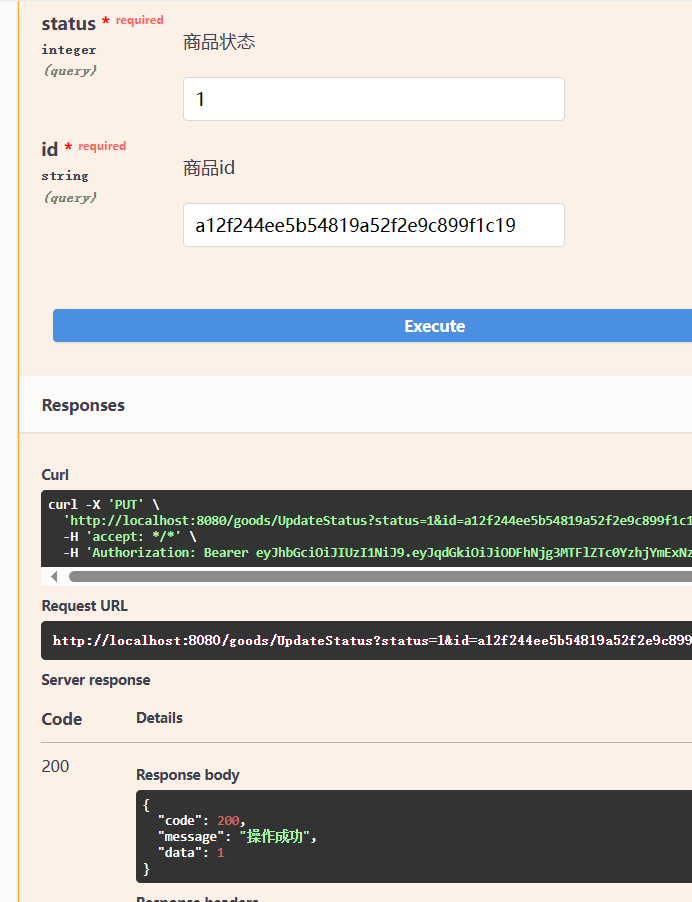 status * required
integer
(query)
商品状态
1
id * required
string
(query)
商品id
a12f244ee5b54819a52f2e9c899f1c19
Execute
Responses
Curl
curl -X 'PUT' \
'http://localhost:8080/goods/UpdateStatus?status=1&id=a12f244ee5b54819a52f2e9c899f1c1
-H 'accept: */*' \
-H 'Authorization: Bearer eyJhbGciOiJIUzI1NiJ9.eyJqdGkiOiJiODFhNjg3MTFlZTc0YzhjYmExNz
Request URL
http://localhost:8080/goods/UpdateStatus?status=1&id=a12f244ee5b54819a52f2e9c899
Server response
Code Details
200
Response body
{
"code": 200,
"message": "操作成功",
"data": 1
}
Response headers